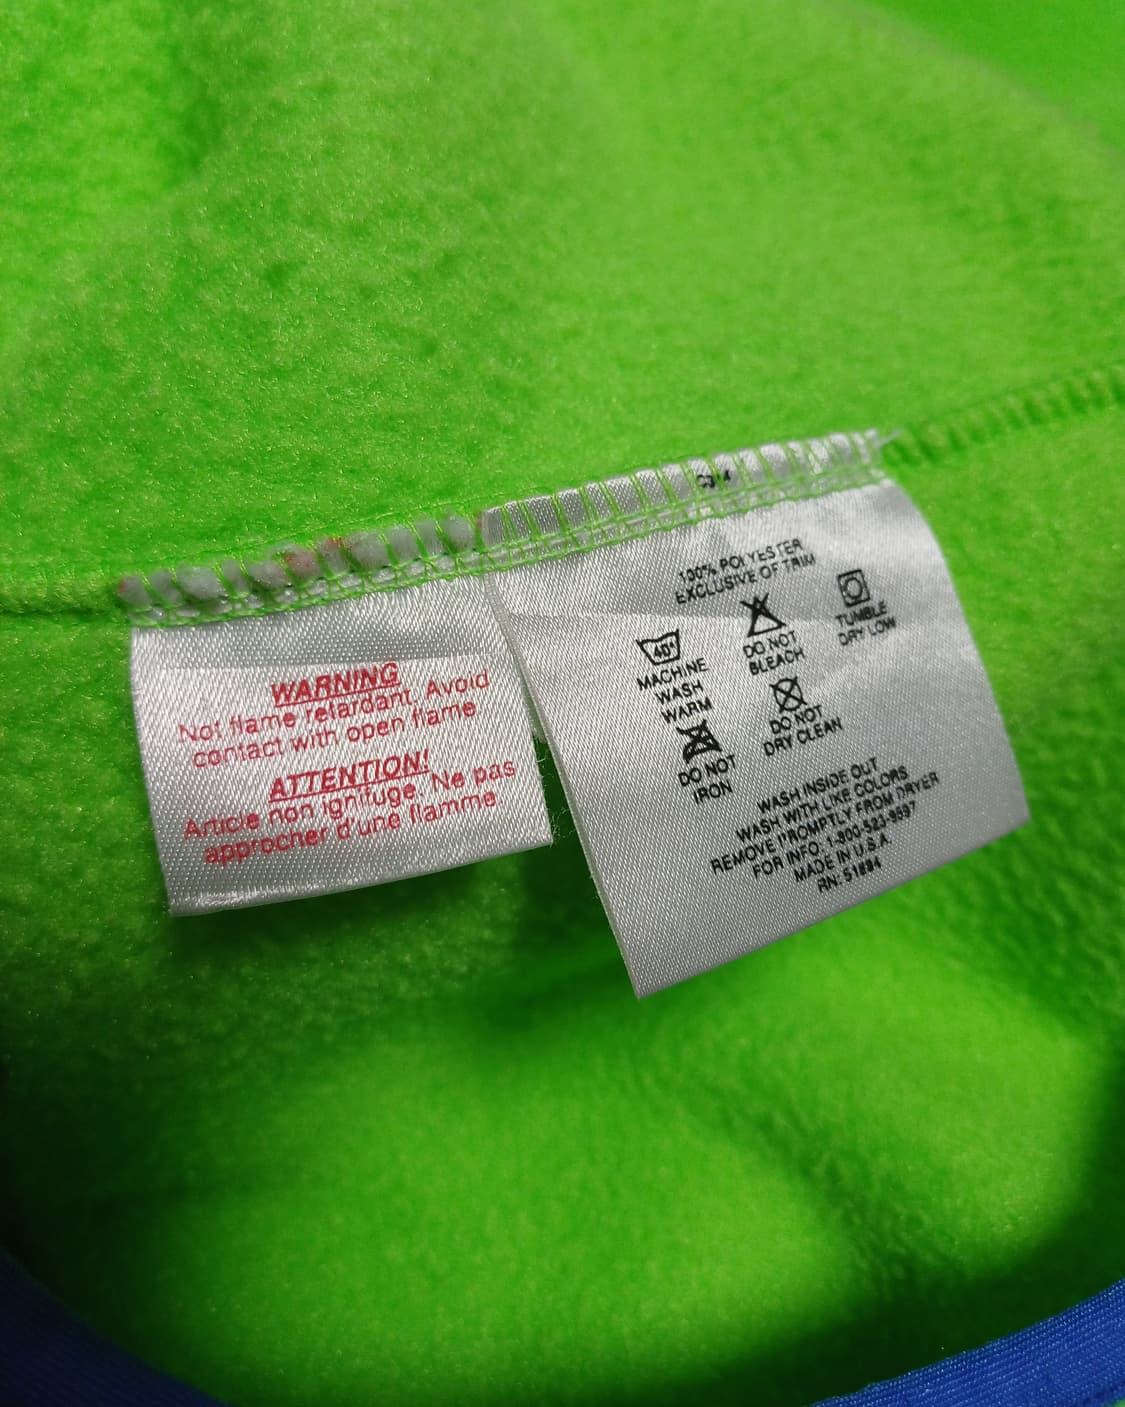 WARNING
Not flame retardant. Avoid
contact with open flame
ATTENTION!
Article non ignifuge. Ne pas
approcher d'une flamme
100% POLYESTER
EXCLUSIVE OF TRIM
40°
MACHINE
WASH
WARM
DO NOT
BLEACH
TUMBLE
DRY LOW
DO NOT
IRON
DO NOT
DRY CLEAN
WASH INSIDE OUT
WASH WITH LIKE COLORS
REMOVE PROMPTLY FROM DRYER
FOR INFO. 1-800-523-9597
MADE IN U.S.A.
RN: 51884